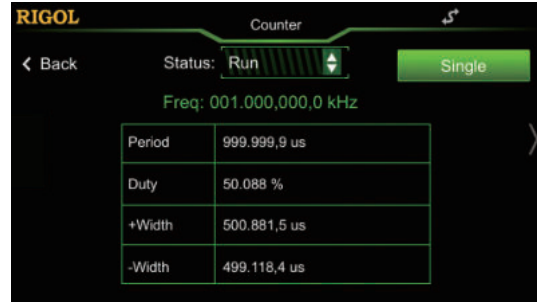 RIGOL
Counter
Back
Status: Run
Single
Freq: 001.000,000,0 kHz
Period 999.999,9 us
Duty 50.088 %
+Width 500.881,5 us
-Width 499.118,4 us